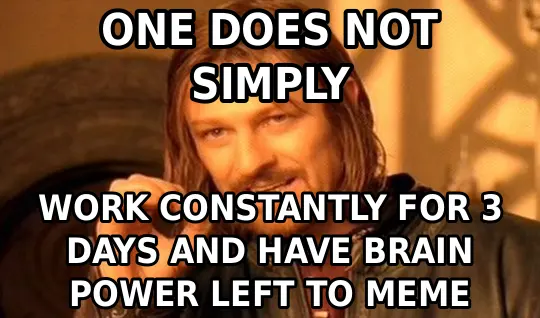 ONE DOES NOT
SIMPLY
WORK CONSTANTLY FOR 3
DAYS AND HAVE BRAIN
POWER LEFT TO MEME